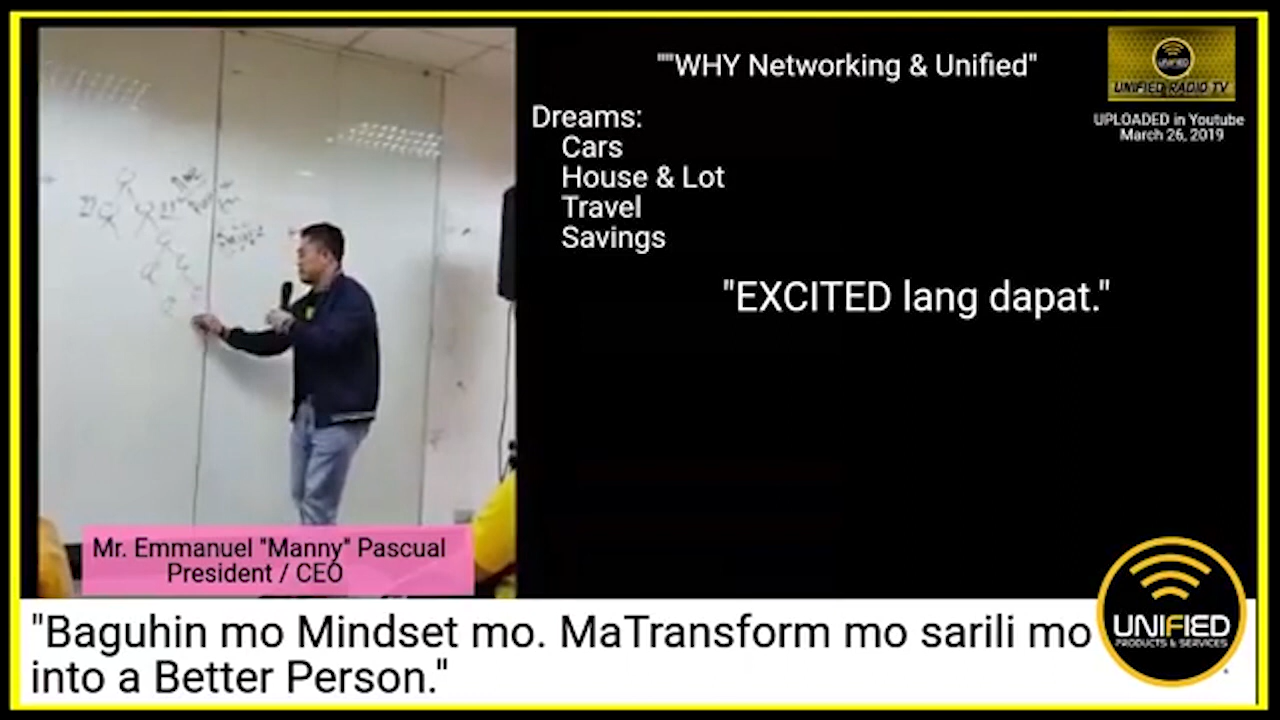 ""WHY Networking & Unified"
UNIFIED
UNIFIED RADIO TV
UPLOADED in Youtube
March 26, 2019
Dreams:
Cars
House & Lot
Travel
Savings
"EXCITED lang dapat."
Mr. Emmanuel "Manny" Pascual
President / CEO
"Baguhin mo Mindset mo. MaTransform mo sarili mo
into a Better Person."
UNIFIED
PRODUCTS & SERVICES